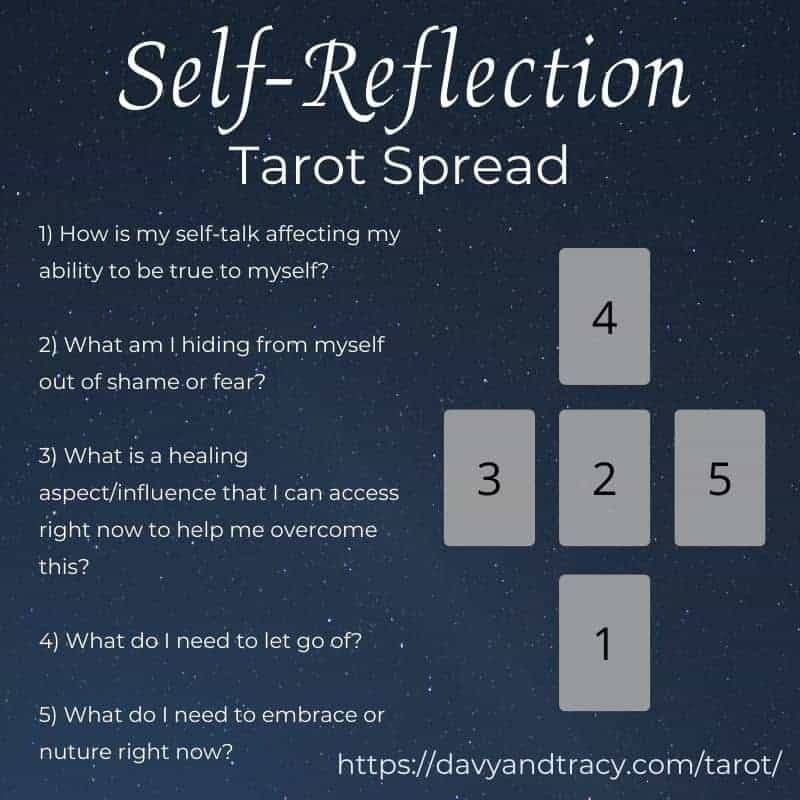 Self-Reflection
Tarot Spread
1) How is my self-talk affecting my
ability to be true to myself?
2) What am I hiding from myself
out of shame or fear?
3) What is a healing
aspect/influence that I can access
right now to help me overcome
this?
4) What do I need to let go of?
5) What do I need to embrace or
nuture right now?
4
3 2 5
1
https://davyandtracy.com/tarot/